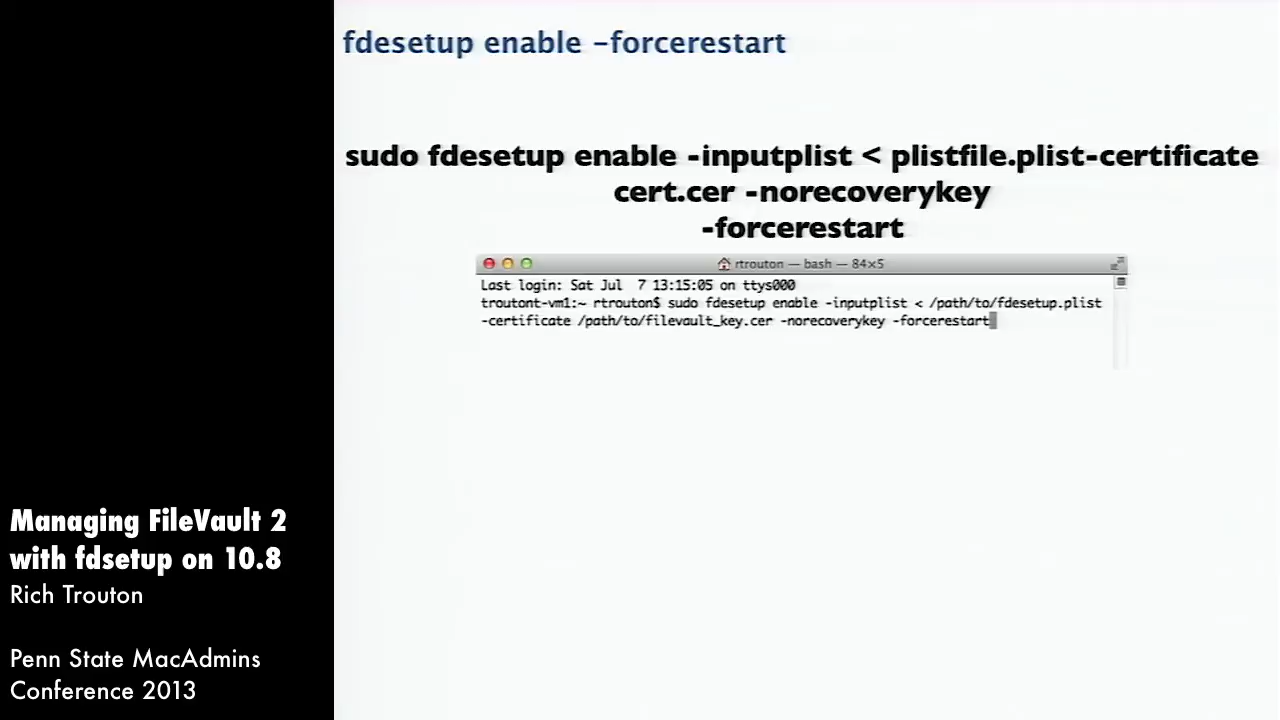 fdesetup enable -forcerestart
sudo fdesetup enable -inputplist < plistfile.plist-certificate
cert.cer -norecoverykey
-forcerestart
rtrouton — bash — 84×5
Last login: Sat Jul  7 13:15:05 on ttys000
troutont-vm1:~ rtrouton$ sudo fdesetup enable -inputplist < /path/to/fdesetup.plist
-certificate /path/to/filevault_key.cer -norecoverykey -forcerestart
Managing FileVault 2
with fdsetup on 10.8
Rich Trouton
Penn State MacAdmins
Conference 2013